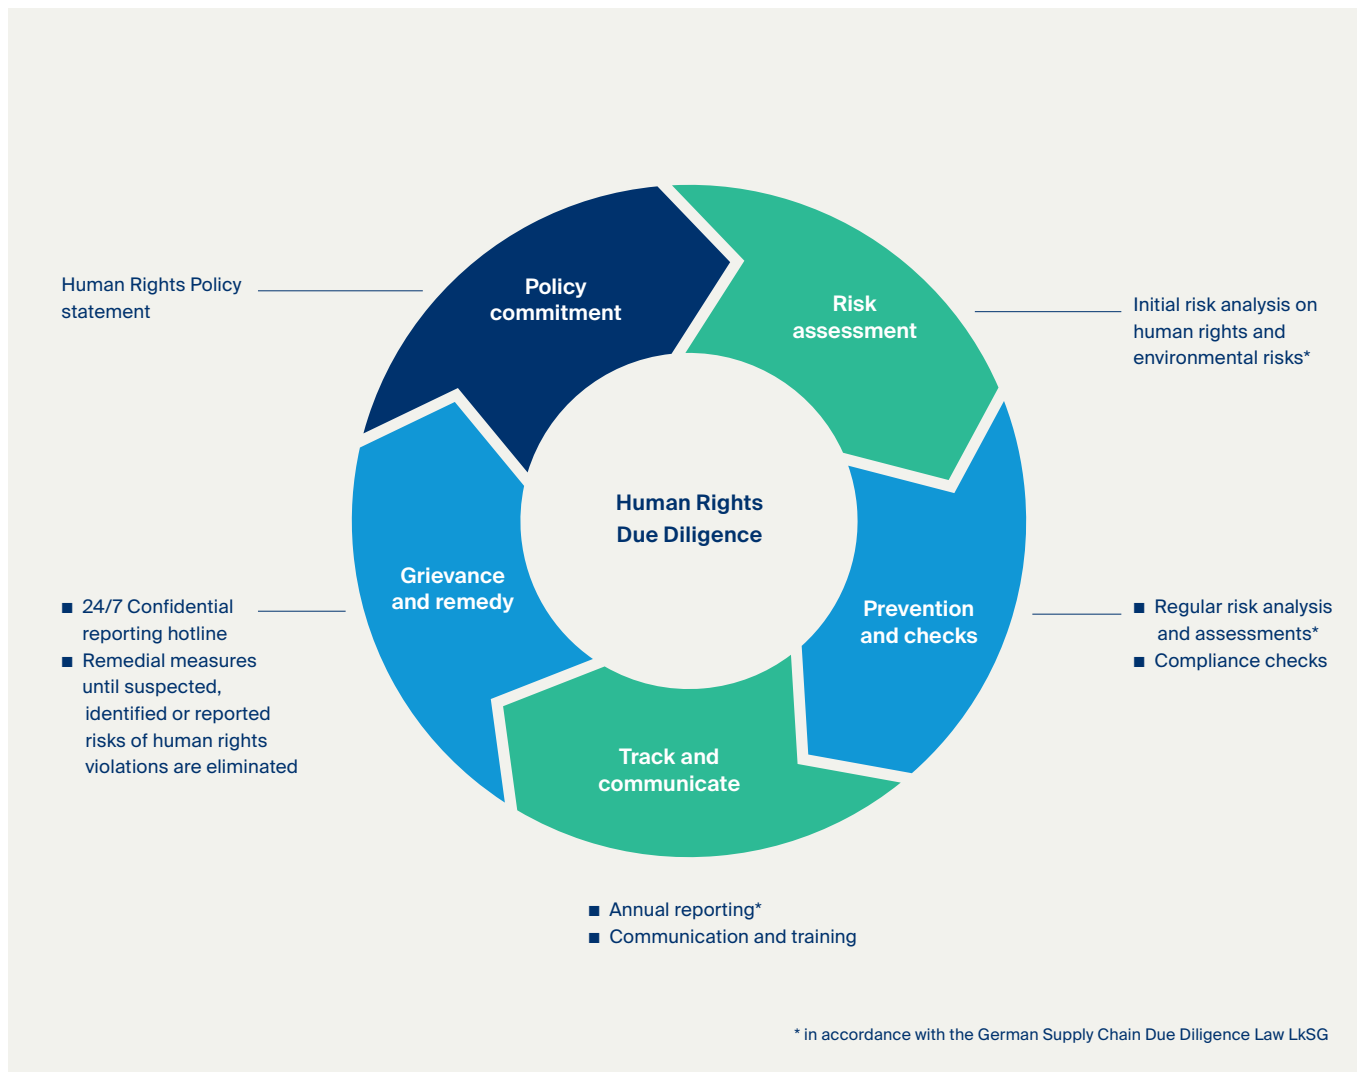 Human Rights Policy
statement
Policy
commitment
Risk
assessment
Initial risk analysis on
human rights and
environmental risks*
Human Rights
Due Diligence
Grievance
and remedy
■ 24/7 Confidential
reporting hotline
■ Remedial measures
until suspected,
identified or reported
risks of human rights
violations are eliminated
Prevention
and checks
■ Regular risk analysis
and assessments*
■ Compliance checks
Track and
communicate
■ Annual reporting*
■ Communication and training
* in accordance with the German Supply Chain Due Diligence Law LkSG